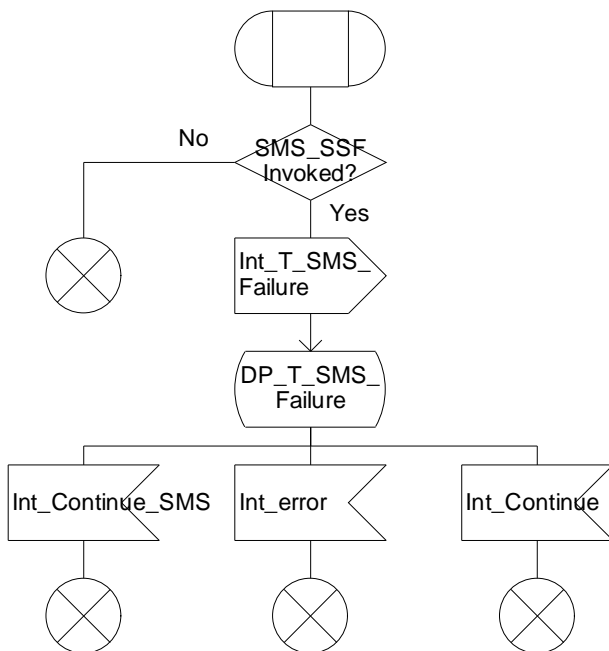 No
SMS_SSF
Invoked?
Yes
Int_T_SMS_
Failure
DP_T_SMS_
Failure
Int_Continue_SMS
Int_error
Int_Continue